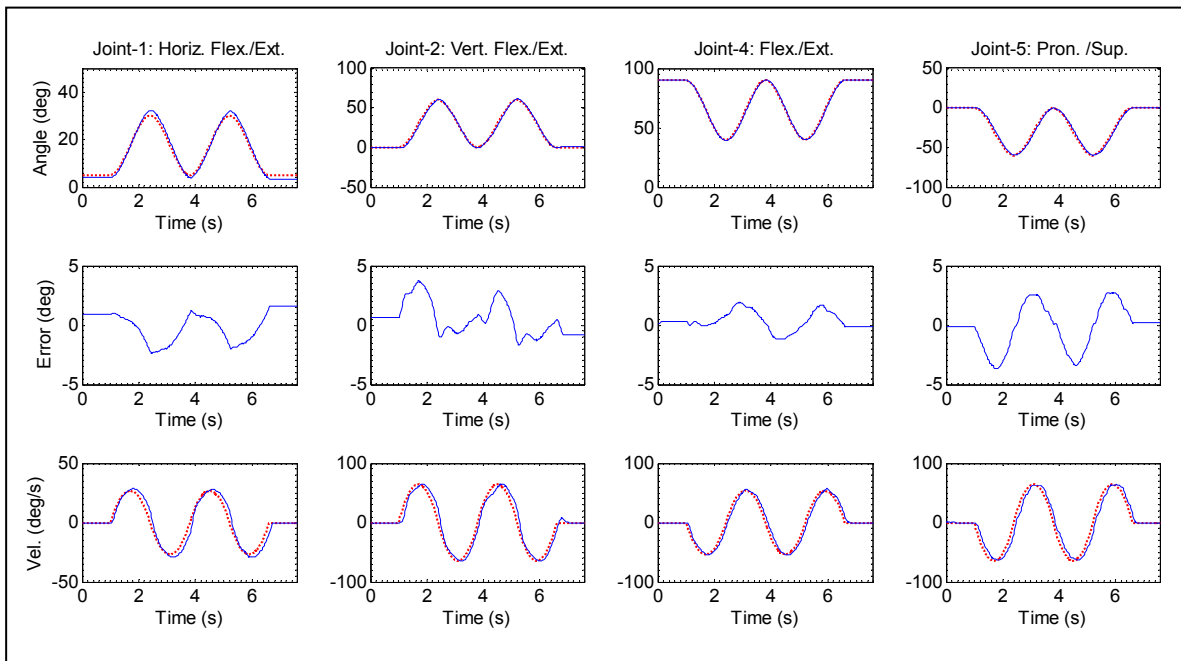 Joint-1: Horiz. Flex./Ext.
Joint-2: Vert. Flex./Ext.
Joint-4: Flex./Ext.
Joint-5: Pron. /Sup.
Angle (deg)
40
20
0
0 2 4 6
Time (s)
100
50
0
-50
0 2 4 6
Time (s)
100
50
0
0 2 4 6
Time (s)
50
0
-50
-100
0 2 4 6
Time (s)
Error (deg)
5
0
-5
0 2 4 6
Time (s)
5
0
-5
0 2 4 6
Time (s)
5
0
-5
0 2 4 6
Time (s)
5
0
-5
0 2 4 6
Time (s)
Vel. (deg/s)
50
0
-50
0 2 4 6
Time (s)
100
0
-100
0 2 4 6
Time (s)
100
0
-100
0 2 4 6
Time (s)
100
0
-100
0 2 4 6
Time (s)